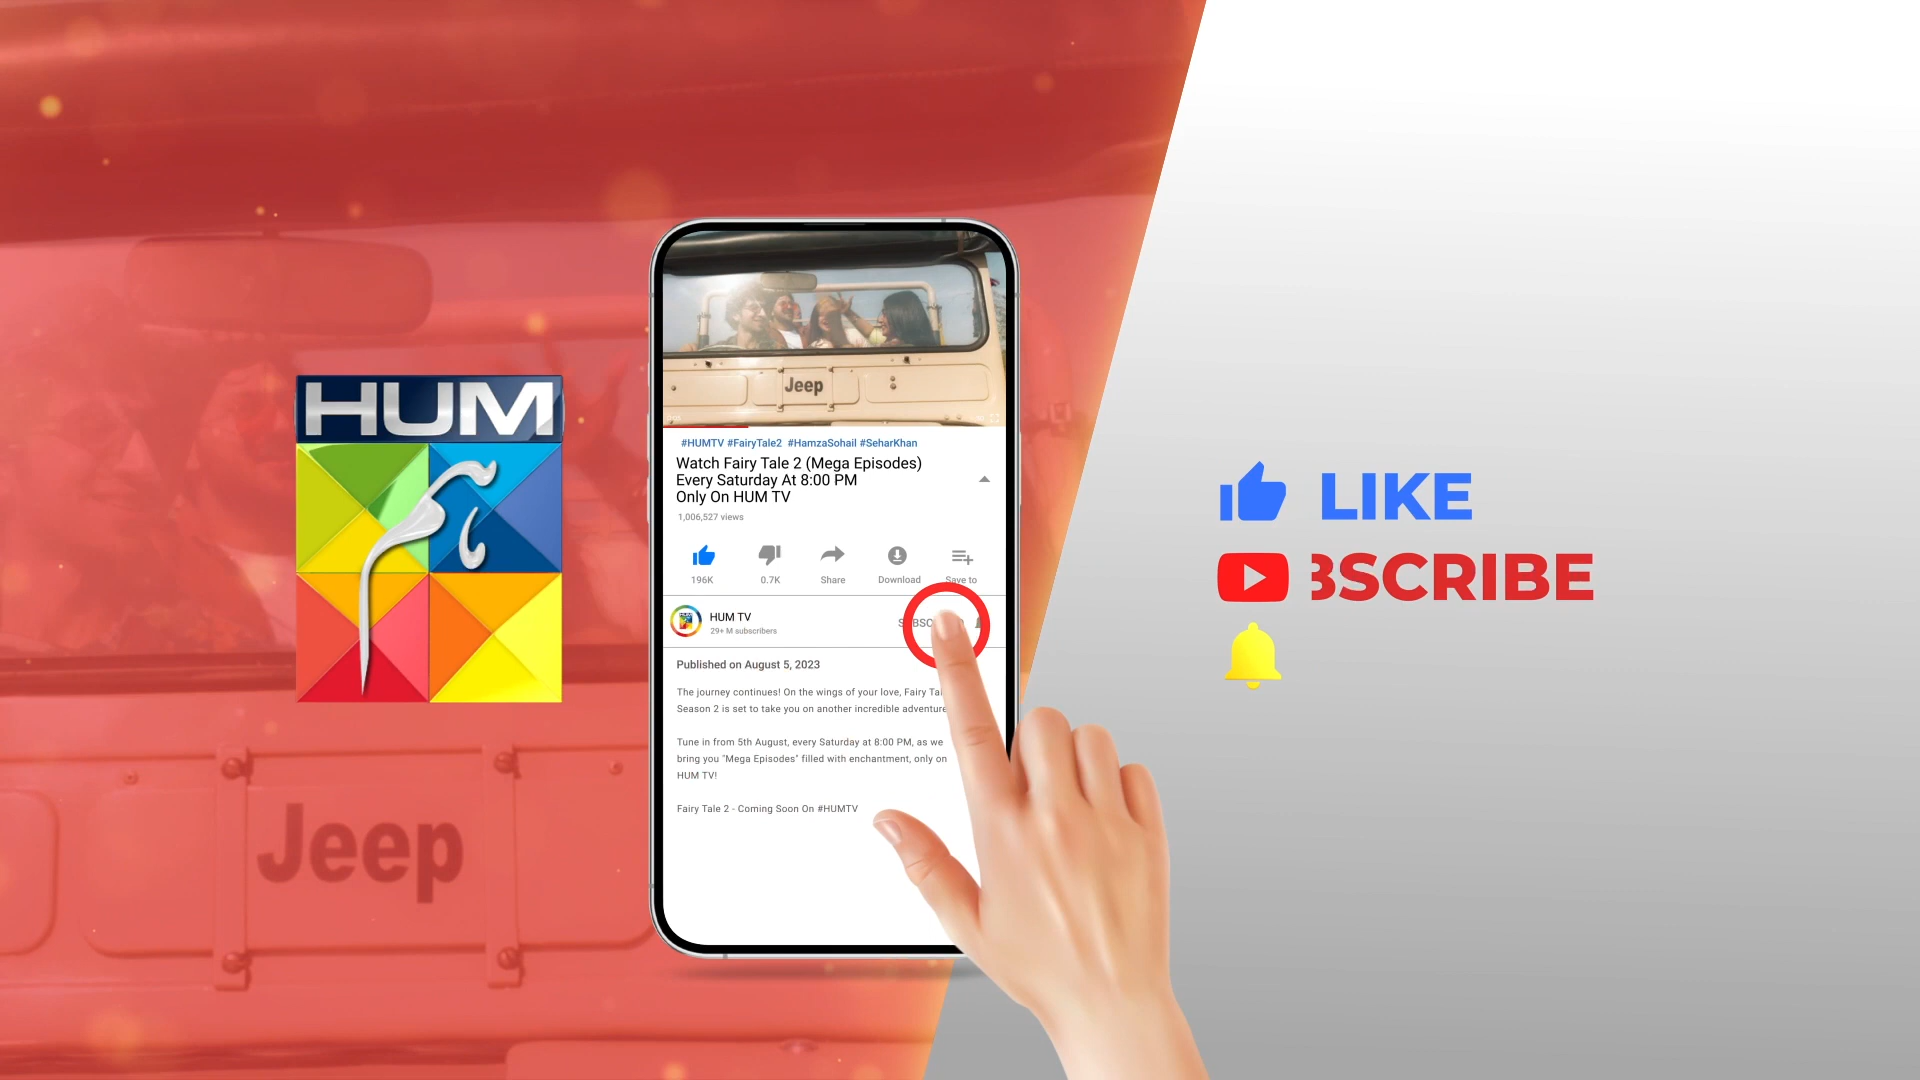 HUM
Jeep
Jeep
#HUMTV #FairyTale2 #HamzaSohail #SeharKhan
Watch Fairy Tale 2 (Mega Episodes)
Every Saturday At 8:00 PM
Only On HUM TV
1,006,527 views
196K
0.7K
Share
Download
Save to
HUM TV
29+ M subscribers
Published on August 5, 2023
The journey continues! On the wings of your love, Fairy
Season 2 is set to take you on another incredible adventure
Tune in from 5th August, every Saturday at 8:00 PM, as we
bring you "Mega Episodes" filled with enchantment, only on
HUM TV!
Fairy Tale 2 - Coming Soon On #HUMTV
LIKE
BSCRIBE